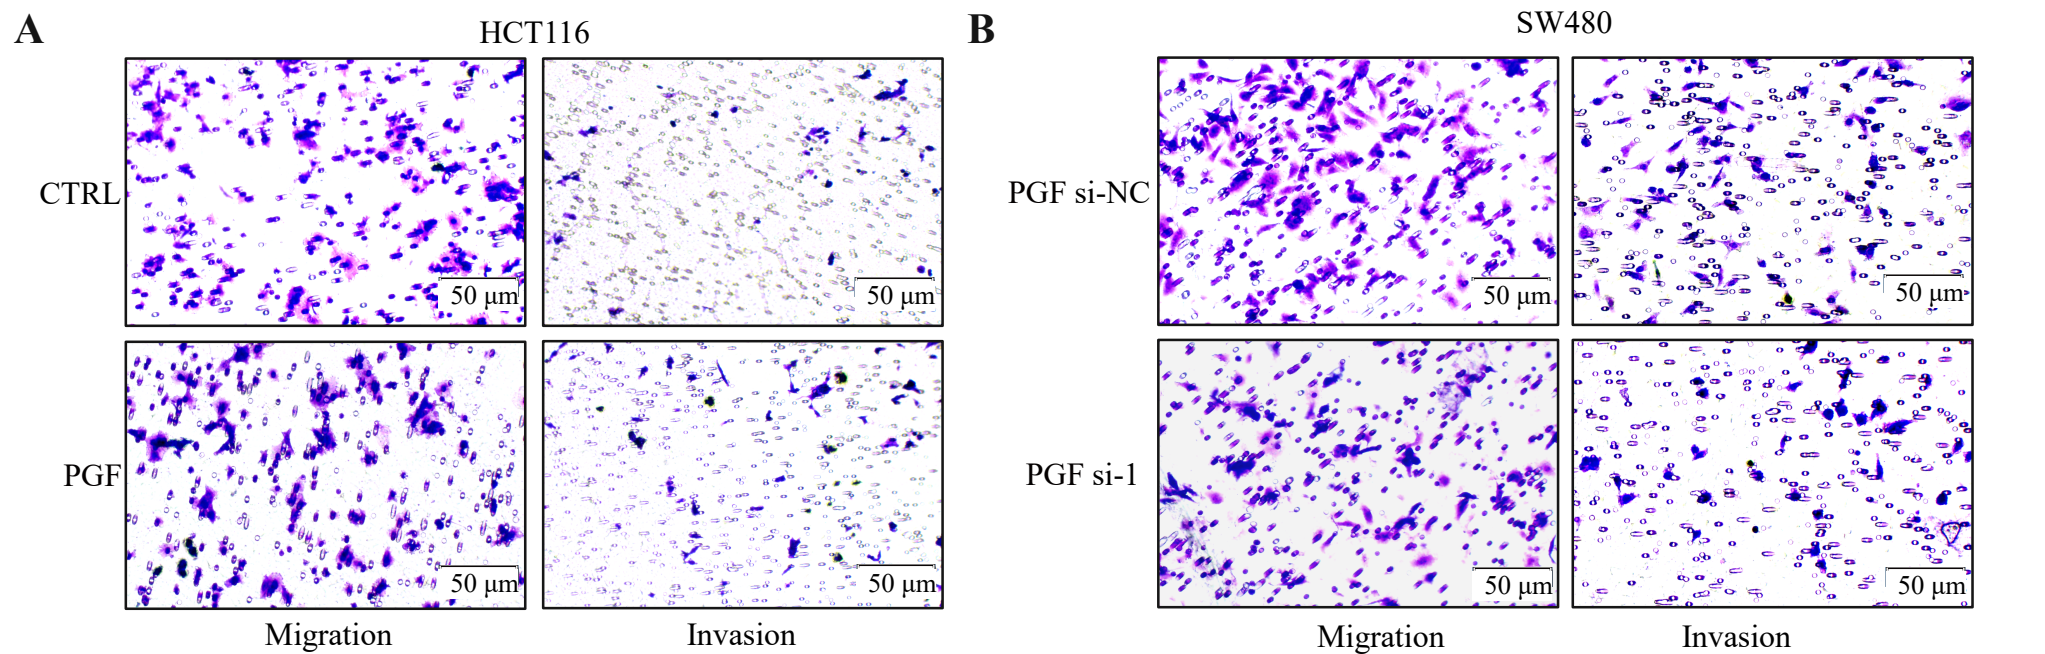 A
HCT116
B
SW480
CTRL
50 μm
50 μm
PGF si-NC
50 μm
50 μm
PGF
50 μm
50 μm
PGF si-1
50 μm
50 μm
Migration
Invasion
Migration
Invasion